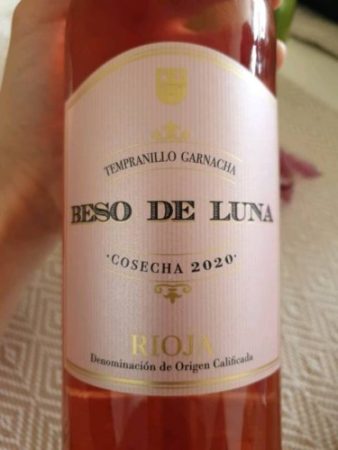 TEMPRANILLO GARNACHA
BESO DE LUNA
·COSECHA 2020·
RIOJA
Denominación de Origen Calificada